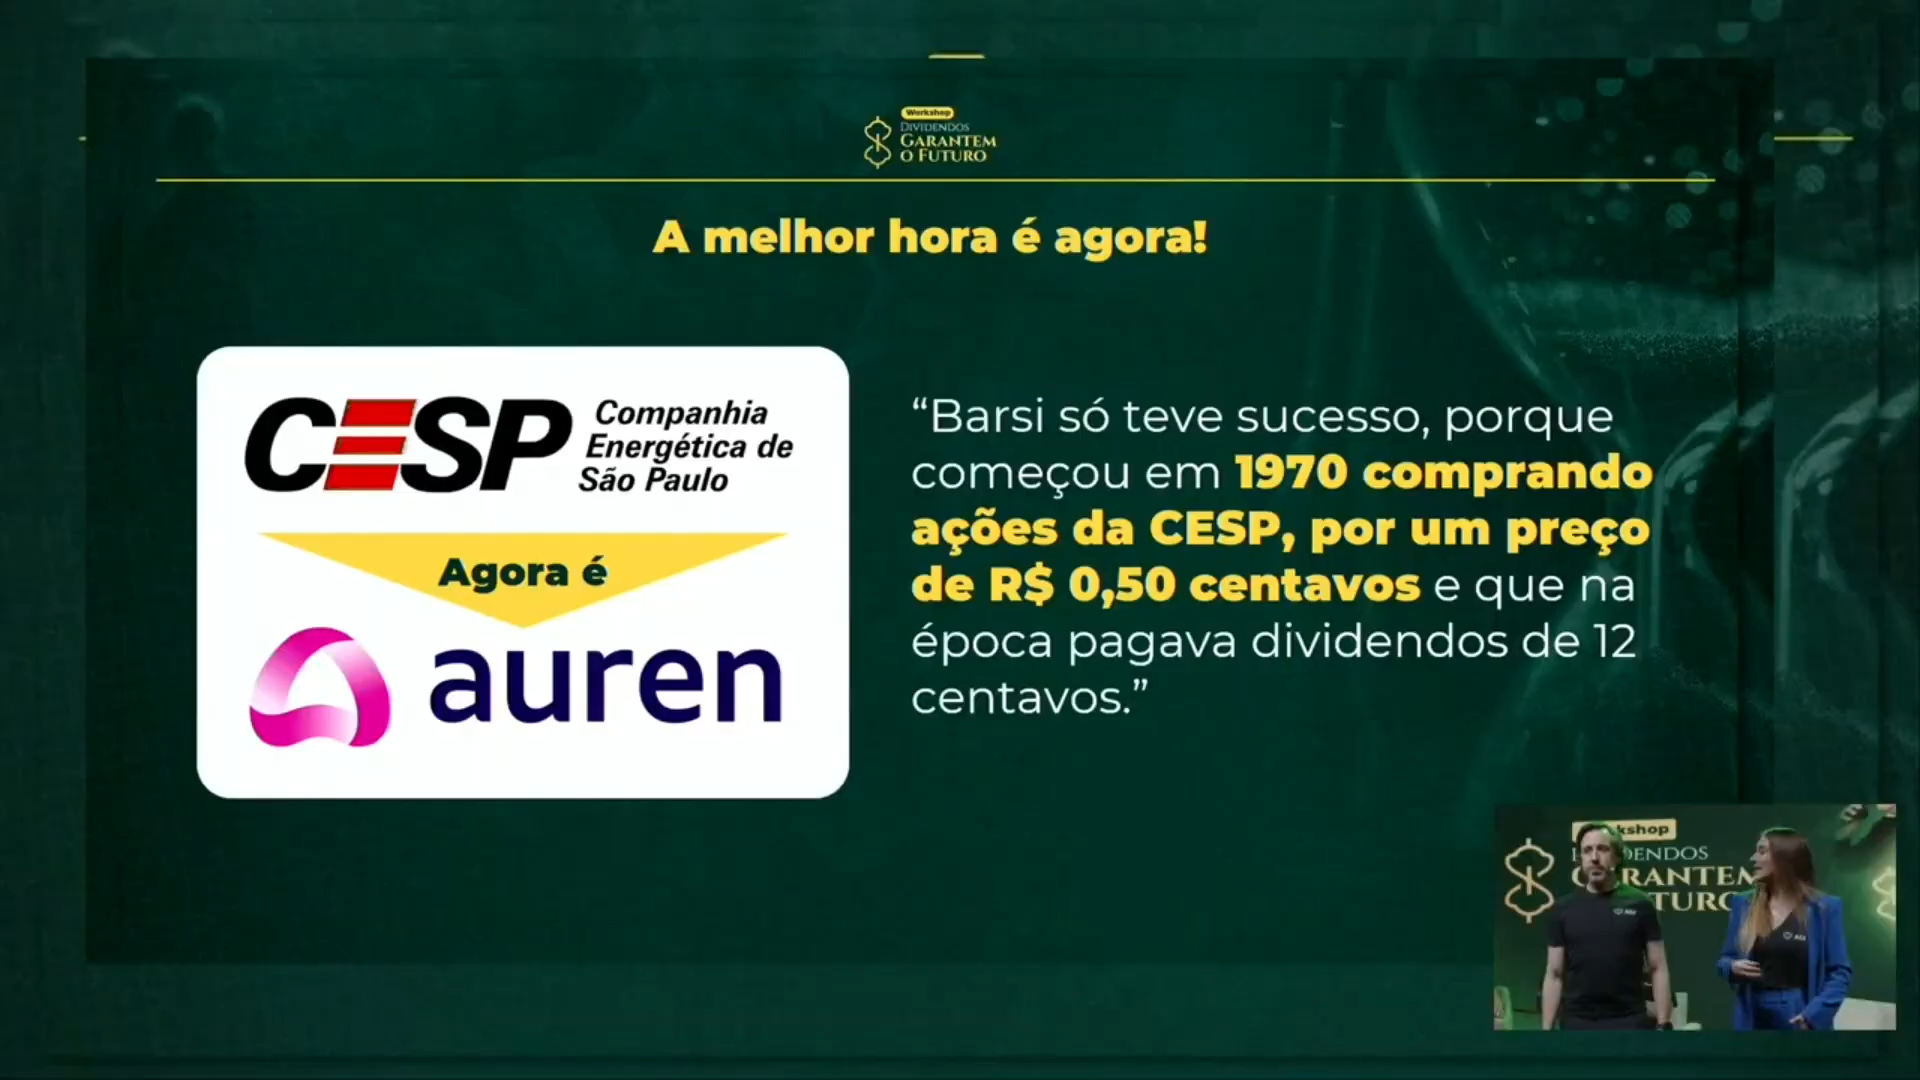 Workshop
DIVIDENDOS
GARANTEM
O FUTURO
A melhor hora é agora!
CESP
Companhia
Energética de
São Paulo
Agora é
auren
“Barsi só teve sucesso, porque
começou em 1970 comprando
ações da CESP, por um preço
de R$ 0,50 centavos e que na
época pagava dividendos de 12
centavos.”
kshop
DENDOS
RANTEM
TURO